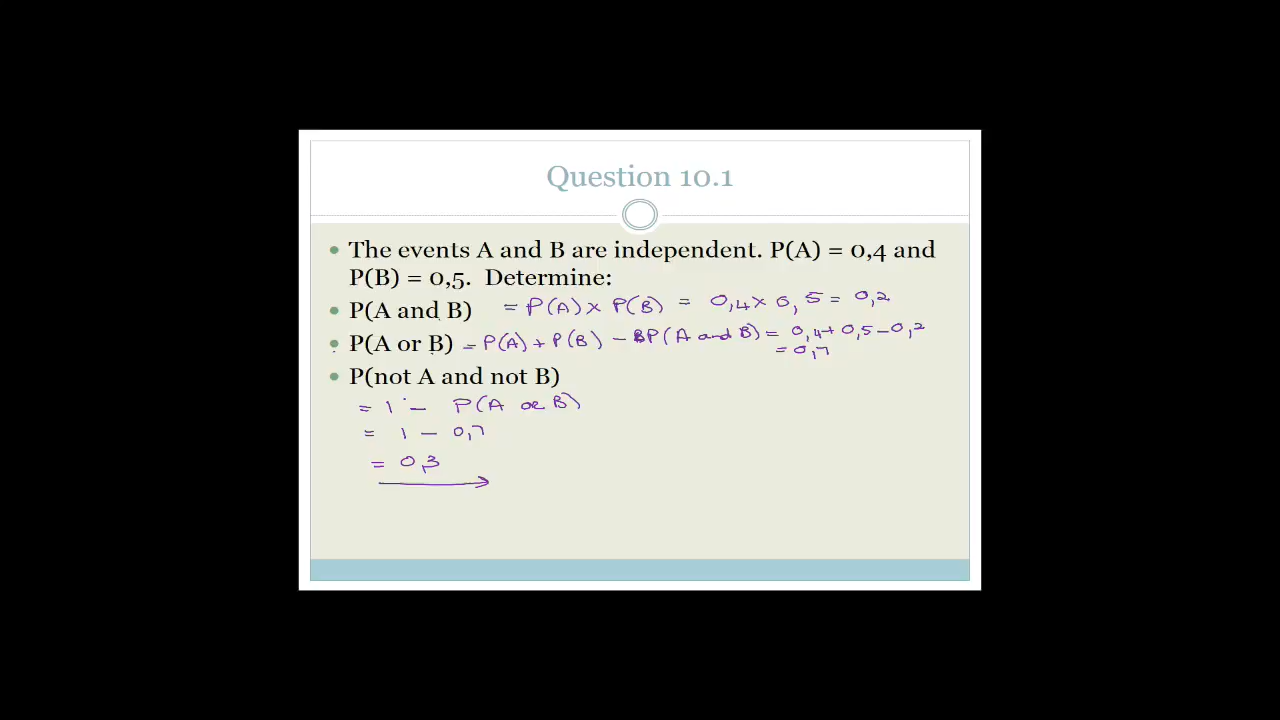 Question 10.1
The events A and B are independent. P(A) = 0,4 and
P(B) = 0,5. Determine:
P(A and B) = P(A) × P(B) = 0,4 × 0,5 = 0,2
P(A or B) = P(A) + P(B) - BP(A and B) = 0,4 + 0,5 - 0,2
= 0,7
P(not A and not B)
= 1 - P(A or B)
= 1 - 0,7
= 0,3